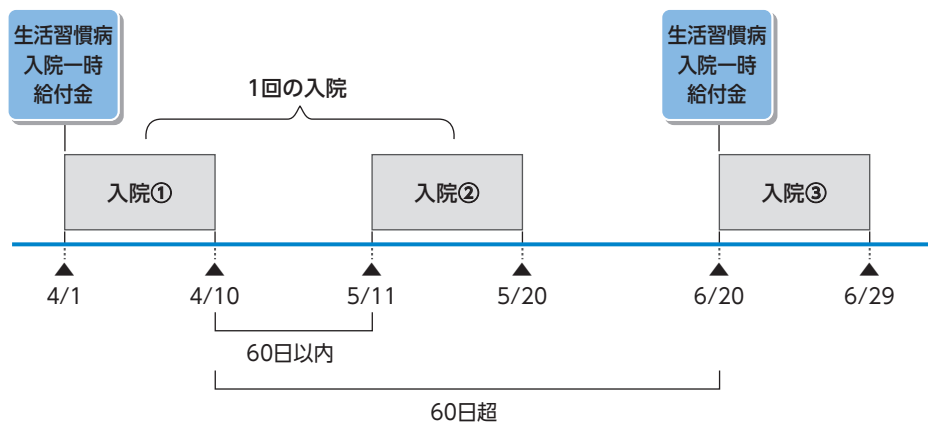 生活習慣病
入院一時
給付金
生活習慣病
入院一時
給付金
1回の入院
入院①
入院②
入院③
4/1
4/10
5/11
5/20
6/20
6/29
60日以内
60日超